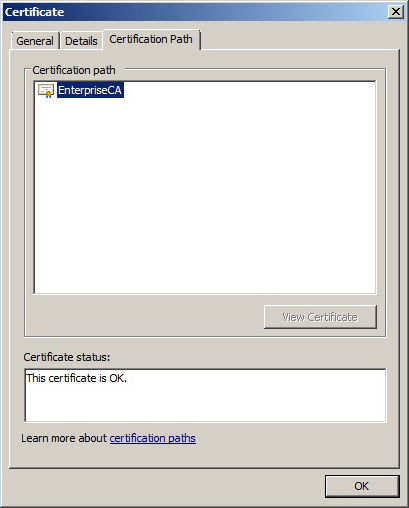 Certificate
General
Details
Certification Path
Certification path
EnterpriseCA
View Certificate
Certificate status:
This certificate is OK.
Learn more about certification paths
OK